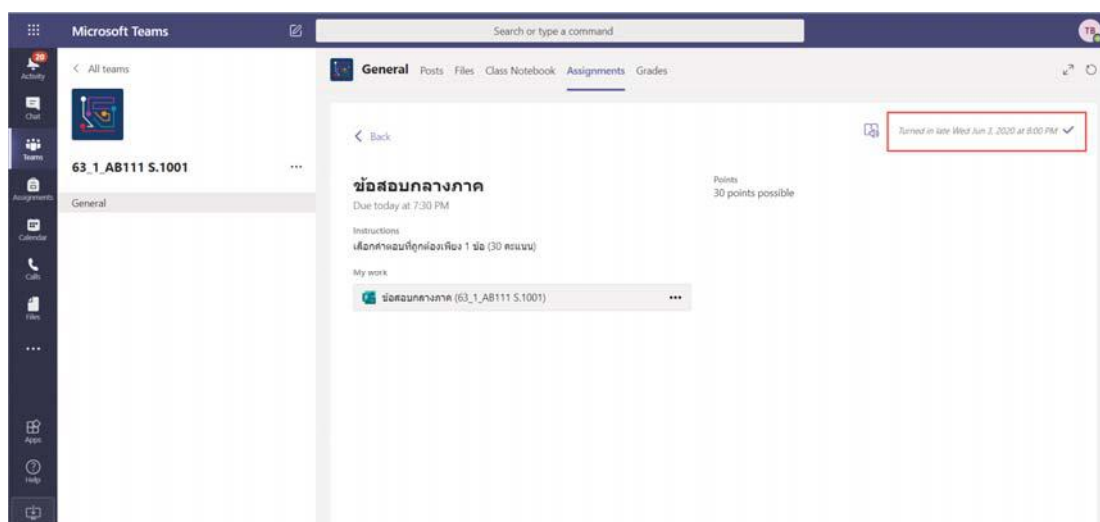 Microsoft Teams
Search or type a command
TB
20
Activity
All teams
General Posts Files Class Notebook Assignments Grades
Chat
Back
Turned in late Wed Jun 3, 2020 at 8:00 PM
Teams
63_1_AB111 S.1001
ข้อสอบกลางภาค
Points
30 points possible
Assignments
General
Due today at 7:30 PM
Instructions
Calendar
เลือกคำตอบที่ถูกต้องเพียง 1 ข้อ (30 คะแนน)
My work
Calls
ข้อสอบกลางภาค (63_1_AB111 S.1001)
Files
Apps
Help